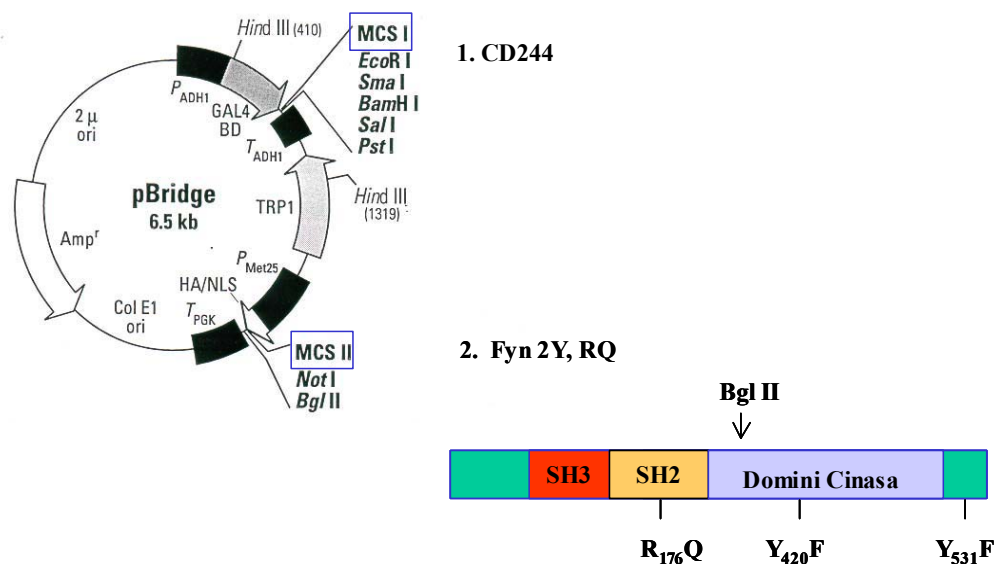 Hind III (410)
MCS I
EcoR I
Sma I
BamH I
Sal I
Pst I
1. CD244
PADH1
GAL4
BD
TADH1
2 μ
ori
pBridge
6.5 kb
TRP1
Hind III
(1319)
Ampr
PMet25
HA/NLS
TPGK
Col E1
ori
MCS II
Not I
Bgl II
2. Fyn 2Y, RQ
Bgl II
SH3 SH2 Domini Cinasa
R176Q Y420F Y531F